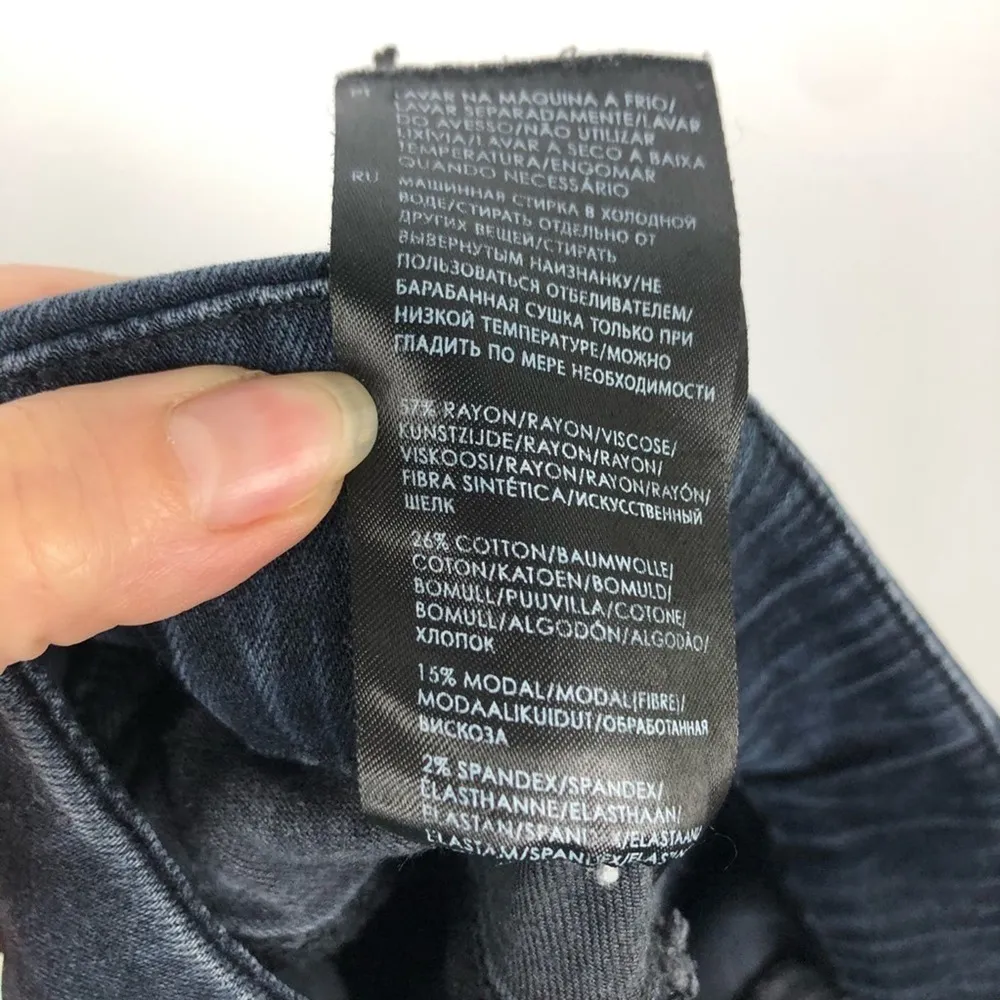 PT LAVAR NA MÁQUINA A FRIO/
LAVAR SEPARADAMENTE/LAVAR
DO AVESSO/NÃO UTILIZAR
LIXÍVIA/LAVAR A SECO A BAIXA
TEMPERATURA/ENGOMAR
QUANDO NECESSÁRIO
RU МАШИННАЯ СТИРКА В ХОЛОДНОЙ
ВОДЕ/СТИРАТЬ ОТДЕЛЬНО ОТ
ДРУГИХ ВЕЩЕЙ/СТИРАТЬ
ВЫВЕРНУТЫМ НАИЗНАНКУ/НЕ
ПОЛЬЗОВАТЬСЯ ОТБЕЛИВАТЕЛЕМ/
БАРАБАННАЯ СУШКА ТОЛЬКО ПРИ
НИЗКОЙ ТЕМПЕРАТУРЕ/МОЖНО
ГЛАДИТЬ ПО МЕРЕ НЕОБХОДИМОСТИ
57% RAYON/RAYON/VISCOSE/
KUNSTZIJDE/RAYON/RAYON/
VISKOOSI/RAYON/RAYON/RAYÓN/
FIBRA SINTÉTICA/ИСКУССТВЕННЫЙ
ШЕЛК
26% COTTON/BAUMWOLLE/
COTON/KATOEN/BOMULD/
BOMULL/PUUVILLA/COTONE/
BOMULL/ALGODÓN/ALGODÃO/
ХЛОПОК
15% MODAL/MODAL(FIBRE)/
MODAALIKUIDUT/ОБРАБОТАННАЯ
ВИСКОЗА
2% SPANDEX/SPANDEX/
ÉLASTHANNE/ELASTHAAN/
ELASTAN/ /ELASTAANI/